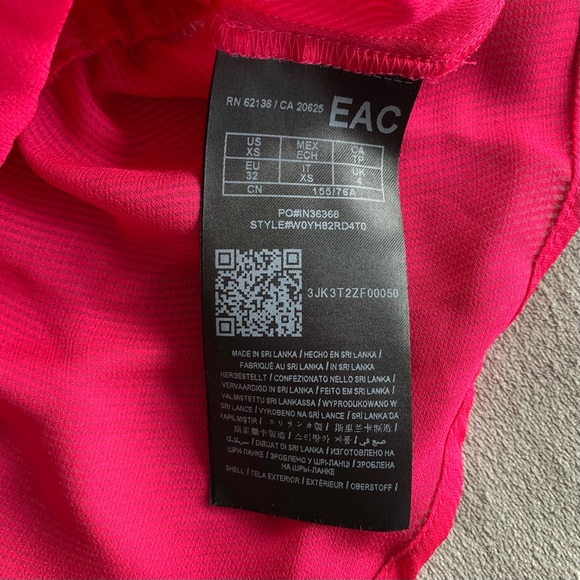 RN 62136 / CA 20625 EAC
US XS MEX ECH CA TP
EU 32 IT XS UK 4
CN 155/76A
PO#IN36368
STYLE#W0YH82RD4T0
3JK3T2ZF00050
MADE IN SRI LANKA / HECHO EN SRI LANKA /
FABRIQUÉ AU SRI LANKA / IN SRI LANKA
HERGESTELLT / CONFEZIONATO NELLO SRI LANKA /
VERVAARDIGD IN SRI LANKA / FEITO EM SRI LANKA /
VALMISTETTU SRI LANKASSA / WYPRODUKOWANO W
SRI LANCE / VYROBENO NA SRI LANCE / SRI LANKA'DA
YAPILMIŞTIR / スリランカ製 / 斯里兰卡制造 /
斯里蘭卡製造 / 스리랑카 제품 / صنع في
سريلانكا / DIBUAT DI SRI LANKA / ИЗГОТОВЛЕНО НА
ШРИ-ЛАНКЕ / ЗРОБЛЕНО У ШРІ-ЛАНЦІ / ЗРОБЛЕНА
НА ШРЫ-ЛАНКЕ
SHELL / TELA EXTERIOR / EXTÉRIEUR / OBERSTOFF /